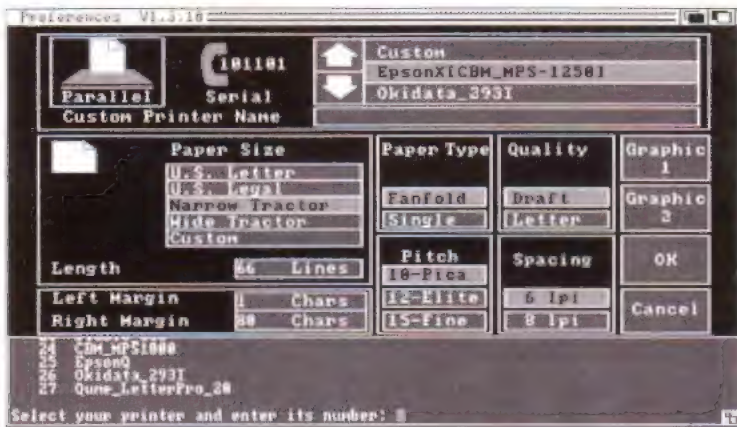 Preferences V1.3.16
Parallel
101101
Serial
Custom
EpsonX[CBM_MPS-1250]
Okidata_293I
Custom Printer Name
Paper Size
U.S. Letter
U.S. Legal
Narrow Tractor
Wide Tractor
Custom
Length 66 Lines
Left Margin 1 Chars
Right Margin 80 Chars
Paper Type
Fanfold
Single
Quality
Draft
Letter
Pitch
10-Pica
12-Elite
15-Fine
Spacing
6 lpi
8 lpi
Graphic 1
Graphic 2
OK
Cancel
24 CBM_MPS1000
25 EpsonQ
26 Okidata_293I
27 Qume_LetterPro_20
Select your printer and enter its number: